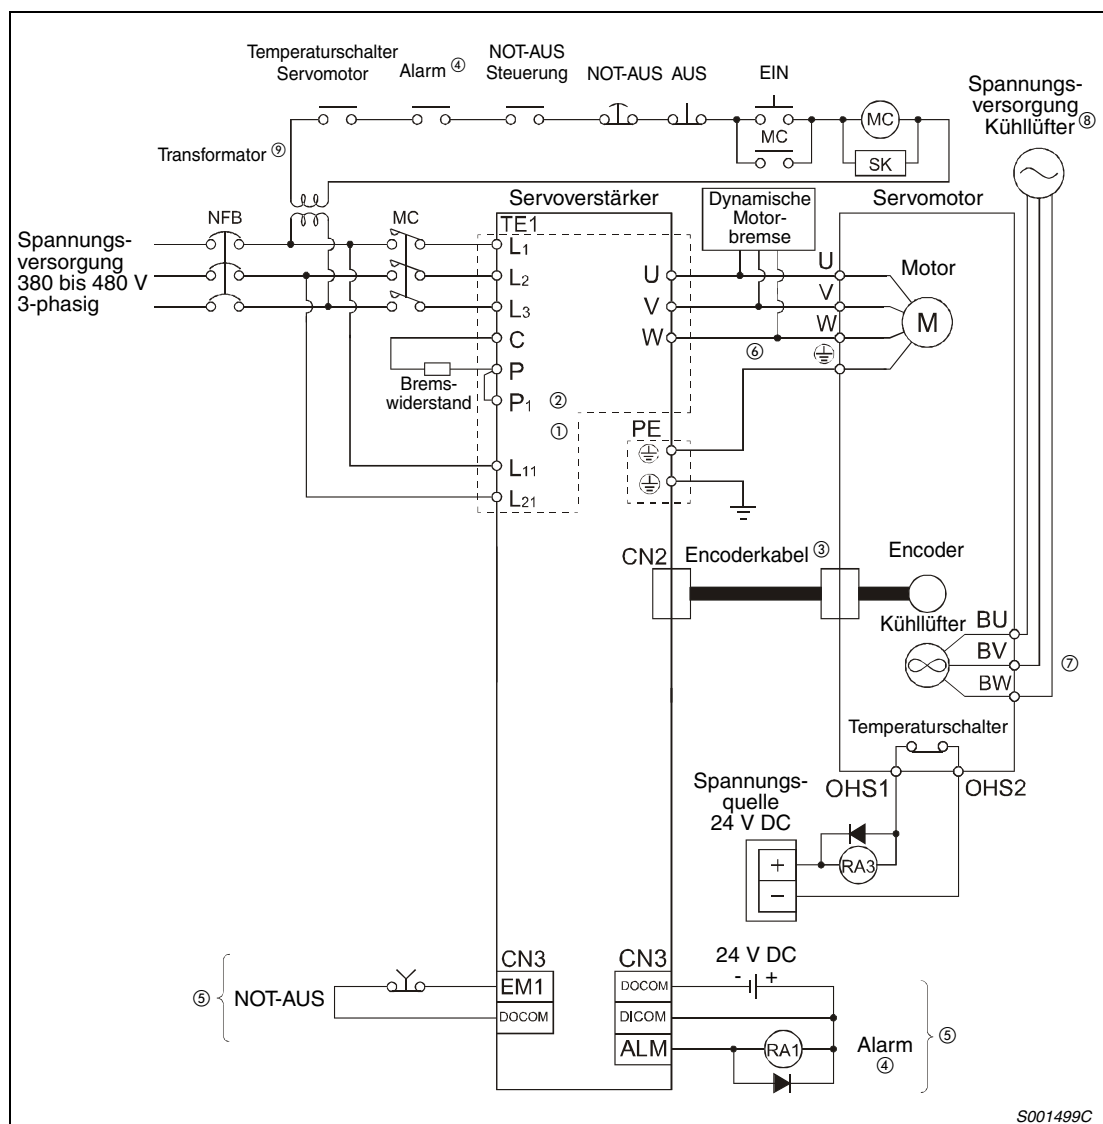 Temperaturschalter
Servomotor
Alarm ④
NOT-AUS
Steuerung
NOT-AUS
AUS
EIN
MC
MC
SK
Spannungs-
versorgung
Kühllüfter ⑧
Transformator ⑨
NFB
MC
Spannungs-
versorgung
380 bis 480 V
3-phasig
Servoverstärker
TE1
L1
L2
L3
C
P
P1
②
①
L11
L21
Brems-
widerstand
U
V
W
PE
Dynamische
Motor-
bremse
⑥
Servomotor
U
V
W
Motor
M
CN2
Encoderkabel ③
Encoder
Kühllüfter
BU
BV
BW
⑦
Temperaturschalter
OHS1
OHS2
Spannungs-
quelle
24 V DC
+
−
RA3
⑤
NOT-AUS
CN3
EM1
DOCOM
CN3
DOCOM
DICOM
ALM
24 V DC
- +
RA1
Alarm
④
⑤
S001499C